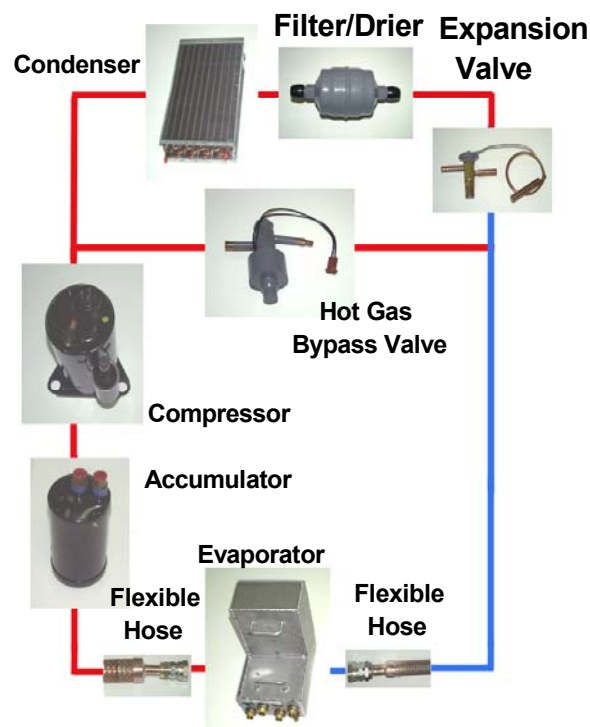 Filter/Drier
Expansion
Valve
Condenser
Hot Gas
Bypass Valve
Compressor
Accumulator
Evaporator
Flexible
Hose
Flexible
Hose